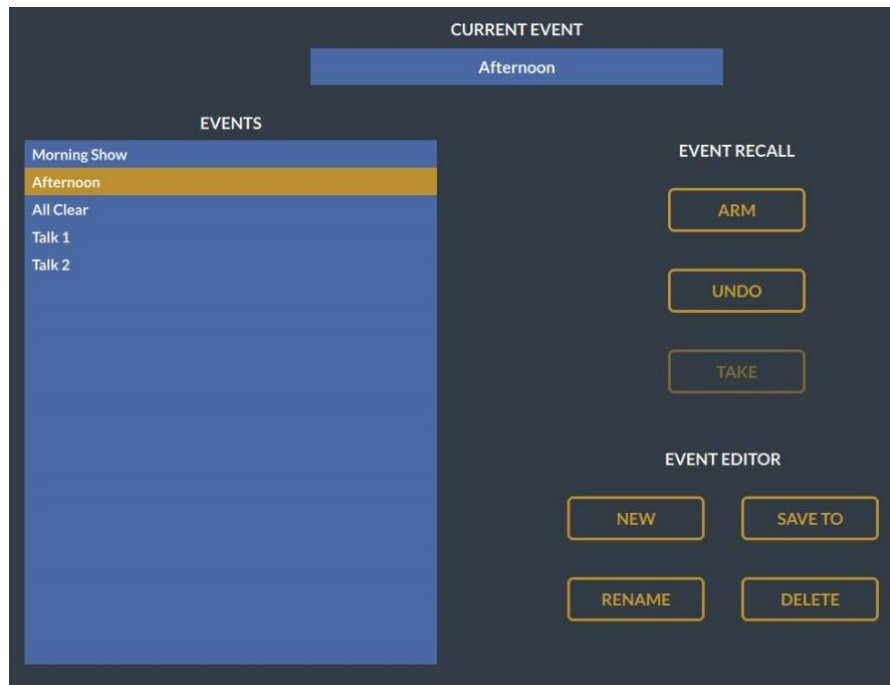 CURRENT EVENT
Afternoon
EVENTS
Morning Show
Afternoon
All Clear
Talk 1
Talk 2
EVENT RECALL
ARM
UNDO
TAKE
EVENT EDITOR
NEW
SAVE TO
RENAME
DELETE